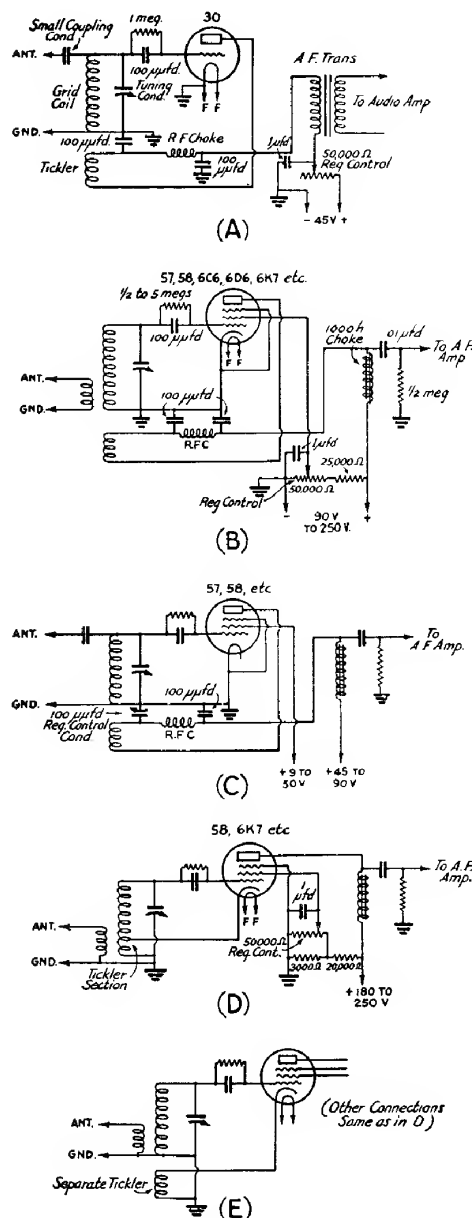 30
1 meg.
Small Coupling
Cond
ANT.
100 μμfd.
Tuning
Cond.
Grid
Coil
F F
A.F. Trans
To Audio Amp
GND.
100 μμfd.
R F Choke
1 μfd
50,000 Ω
Reg Control
Tickler
100
μμfd
- 45V +
(A)
57, 58, 6C6, 6D6, 6K7 etc.
1/2 to 5 megs
100 μμfd
F F
1000 h
Choke
.01 μfd
To A.F.
Amp
1/2 meg
ANT.
GND.
100 μμfd
R.F.C
1 μfd
25,000 Ω
Reg Control
50,000 Ω
- 90 V +
TO 250 V.
(B)
57, 58, etc
ANT.
To
A F Amp.
GND.
100 μμfd
100 μμfd
Reg. Control
Cond.
R.F.C
+9 TO
50 V
+45 TO
90 V.
(C)
58, 6K7 etc
To A.F.
Amp.
F F
1
μfd
ANT.
50000 Ω
Reg Cont.
GND.
3000 Ω
20,000 Ω
Tickler
Section
+180 TO
250 V
(D)
(Other Connections
Same as in D)
ANT.
GND.
Separate Tickler
(E)